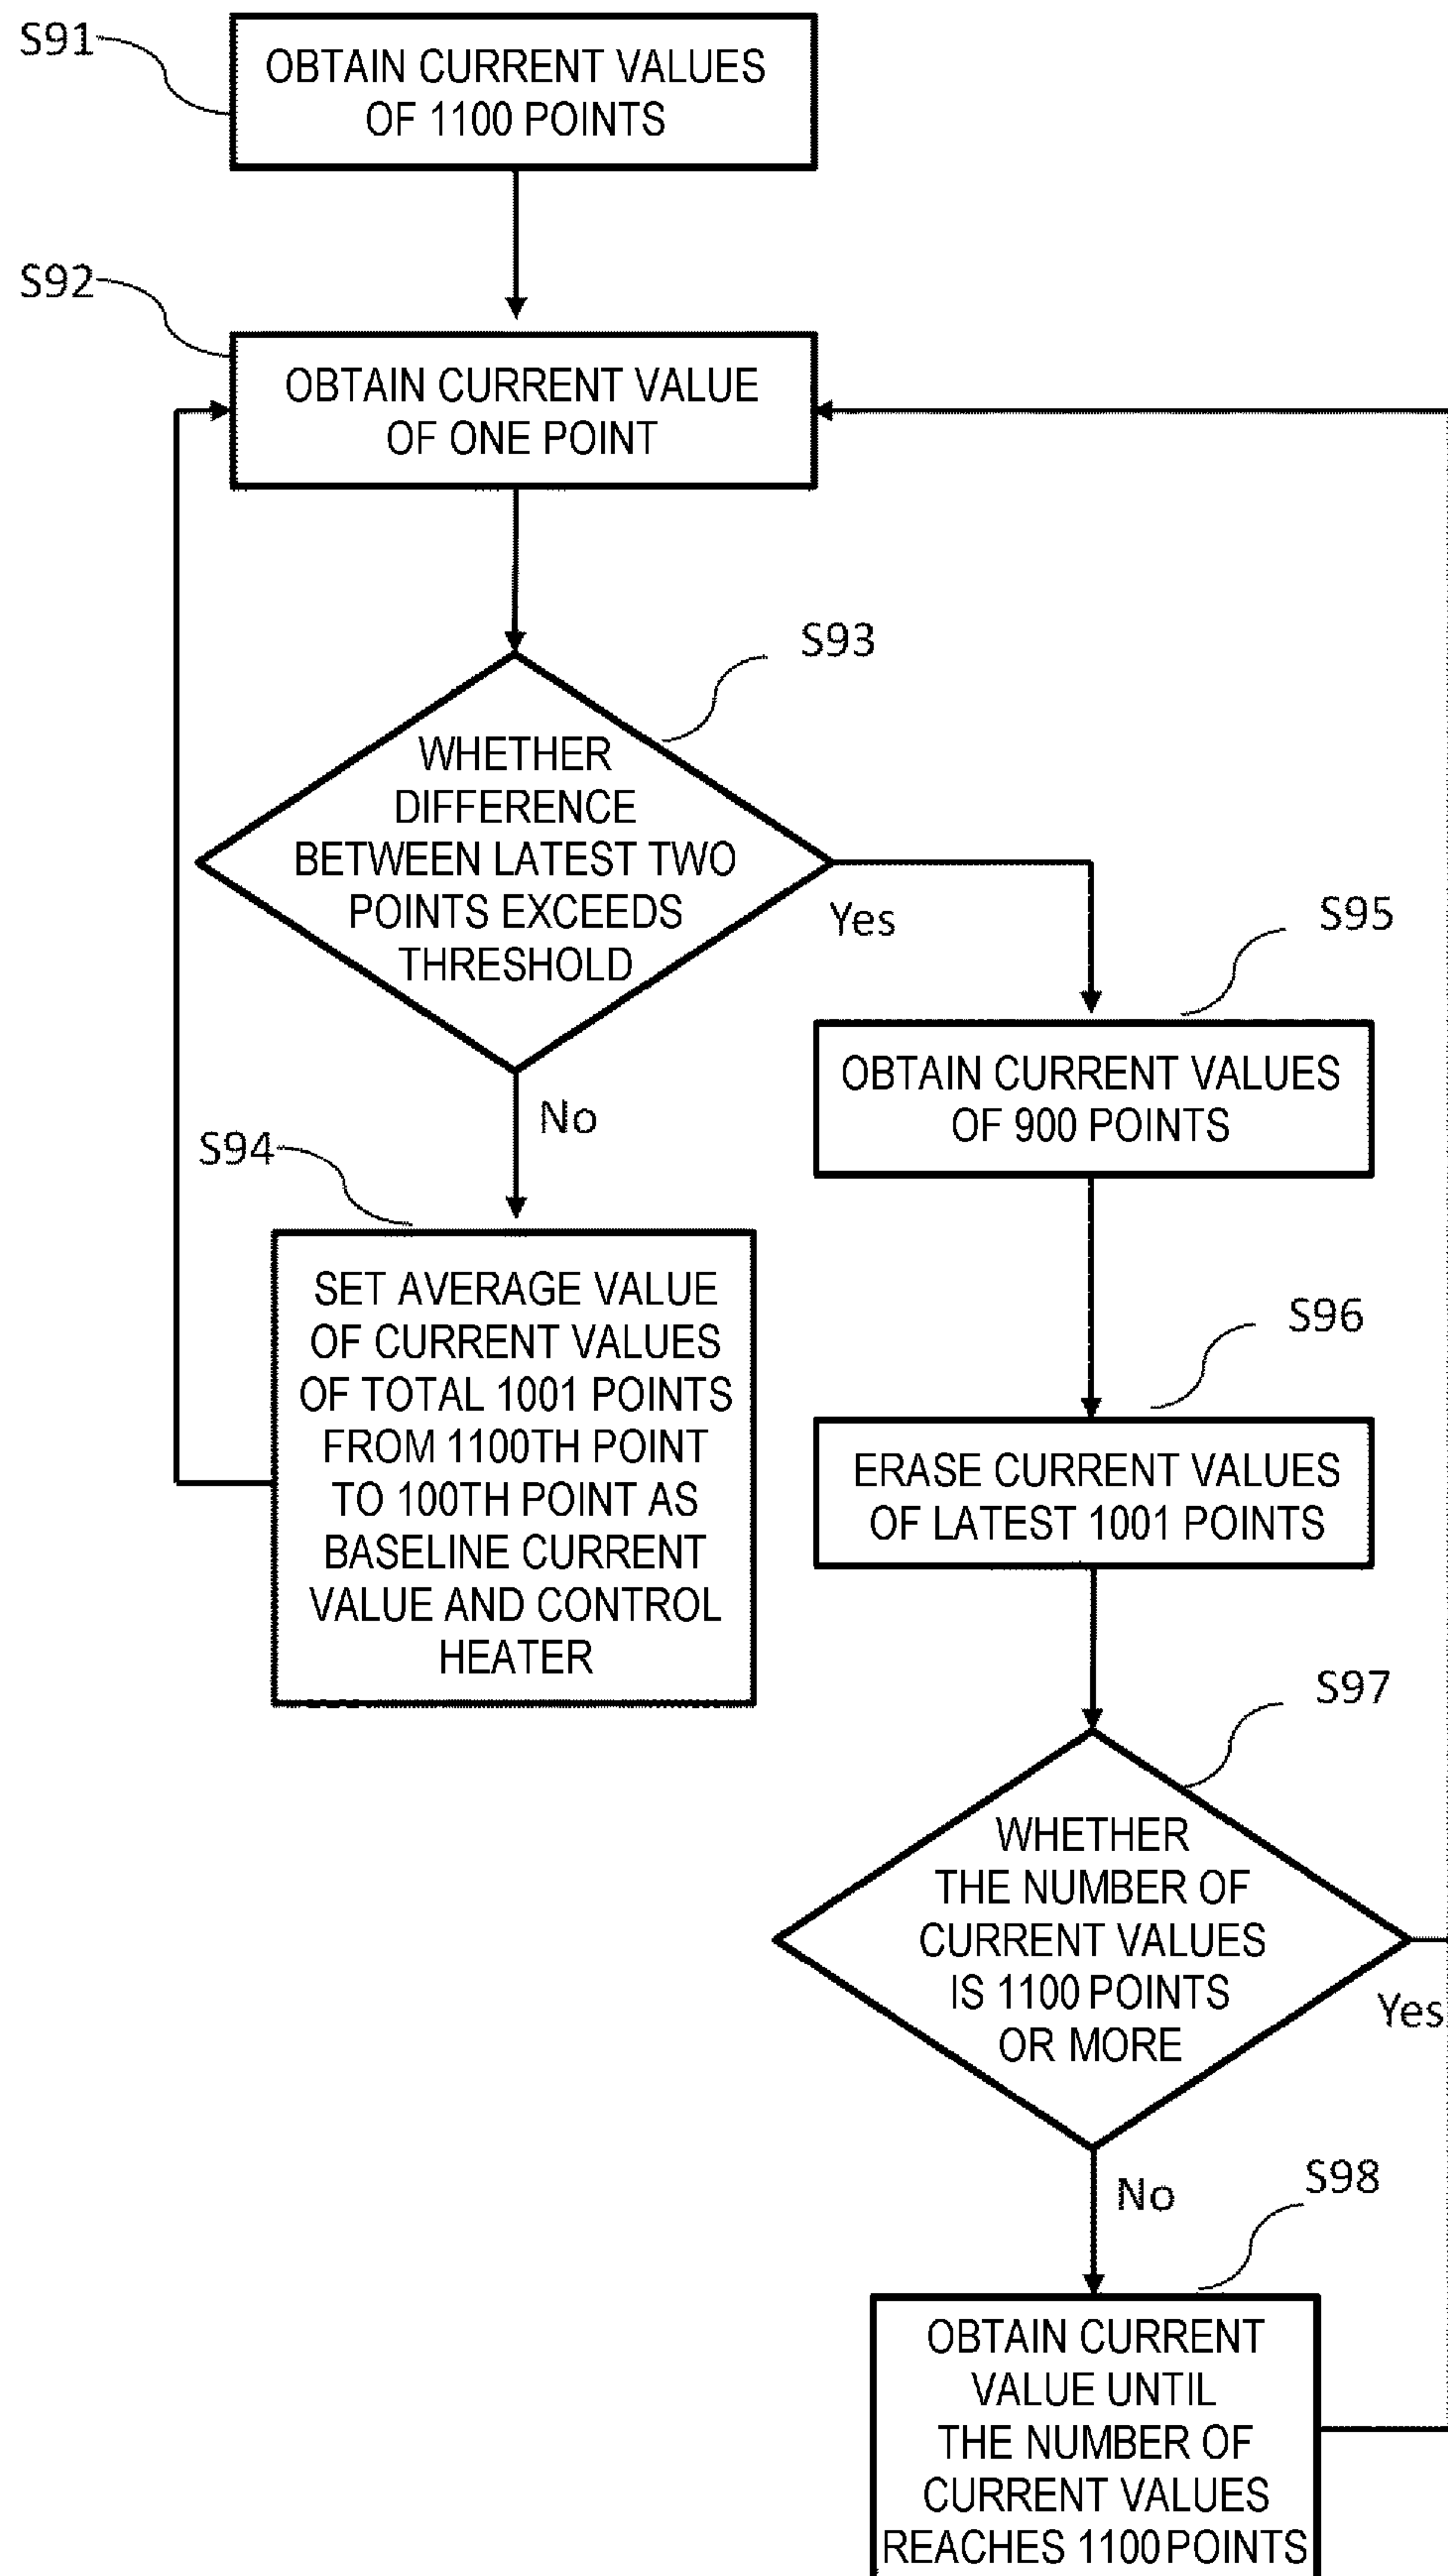 S91
OBTAIN CURRENT VALUES
OF 1100 POINTS
S92
OBTAIN CURRENT VALUE
OF ONE POINT
S93
WHETHER
DIFFERENCE
BETWEEN LATEST TWO
POINTS EXCEEDS
THRESHOLD
Yes
No
S94
SET AVERAGE VALUE
OF CURRENT VALUES
OF TOTAL 1001 POINTS
FROM 1100TH POINT
TO 100TH POINT AS
BASELINE CURRENT
VALUE AND CONTROL
HEATER
S95
OBTAIN CURRENT VALUES
OF 900 POINTS
S96
ERASE CURRENT VALUES
OF LATEST 1001 POINTS
S97
WHETHER
THE NUMBER OF
CURRENT VALUES
IS 1100 POINTS
OR MORE
Yes
No
S98
OBTAIN CURRENT
VALUE UNTIL
THE NUMBER OF
CURRENT VALUES
REACHES 1100 POINTS